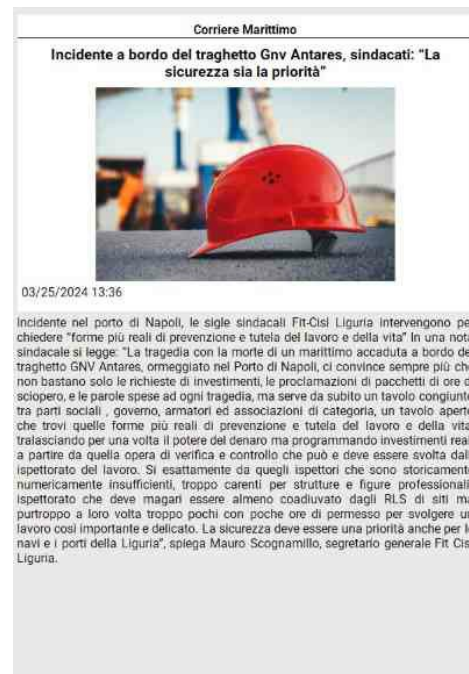 Corriere Marittimo
Incidente a bordo del traghetto Gnv Antares, sindacati: “La
sicurezza sia la priorità”
03/25/2024 13:36
Incidente nel porto di Napoli, le sigle sindacali Fit-Cisl Liguria intervengono pe
chiedere “forme più reali di prevenzione e tutela del lavoro e della vita” In una nota
sindacale si legge: “La tragedia con la morte di un marittimo accaduta a bordo de
traghetto GNV Antares, ormeggiato nel Porto di Napoli, ci convince sempre più che
non bastano solo le richieste di investimenti, le proclamazioni di pacchetti di ore d
sciopero, e le parole spese ad ogni tragedia, ma serve da subito un tavolo congiunto
tra parti sociali , governo, armatori ed associazioni di categoria, un tavolo aperto
che trovi quelle forme più reali di prevenzione e tutela del lavoro e della vita
tralasciando per una volta il potere del denaro ma programmando investimenti real
a partire da quella opera di verifica e controllo che può e deve essere svolta dall
ispettorato del lavoro. Si esattamente da quegli ispettori che sono storicamente
numericamente insufficienti, troppo carenti per strutture e figure professionali
ispettorato che deve magari essere almeno coadiuvato dagli RLS di siti ma
purtroppo a loro volta troppo pochi con poche ore di permesso per svolgere un
lavoro così importante e delicato. La sicurezza deve essere una priorità anche per le
navi e i porti della Liguria”, spiega Mauro Scognamillo, segretario generale Fit Cis
Liguria.